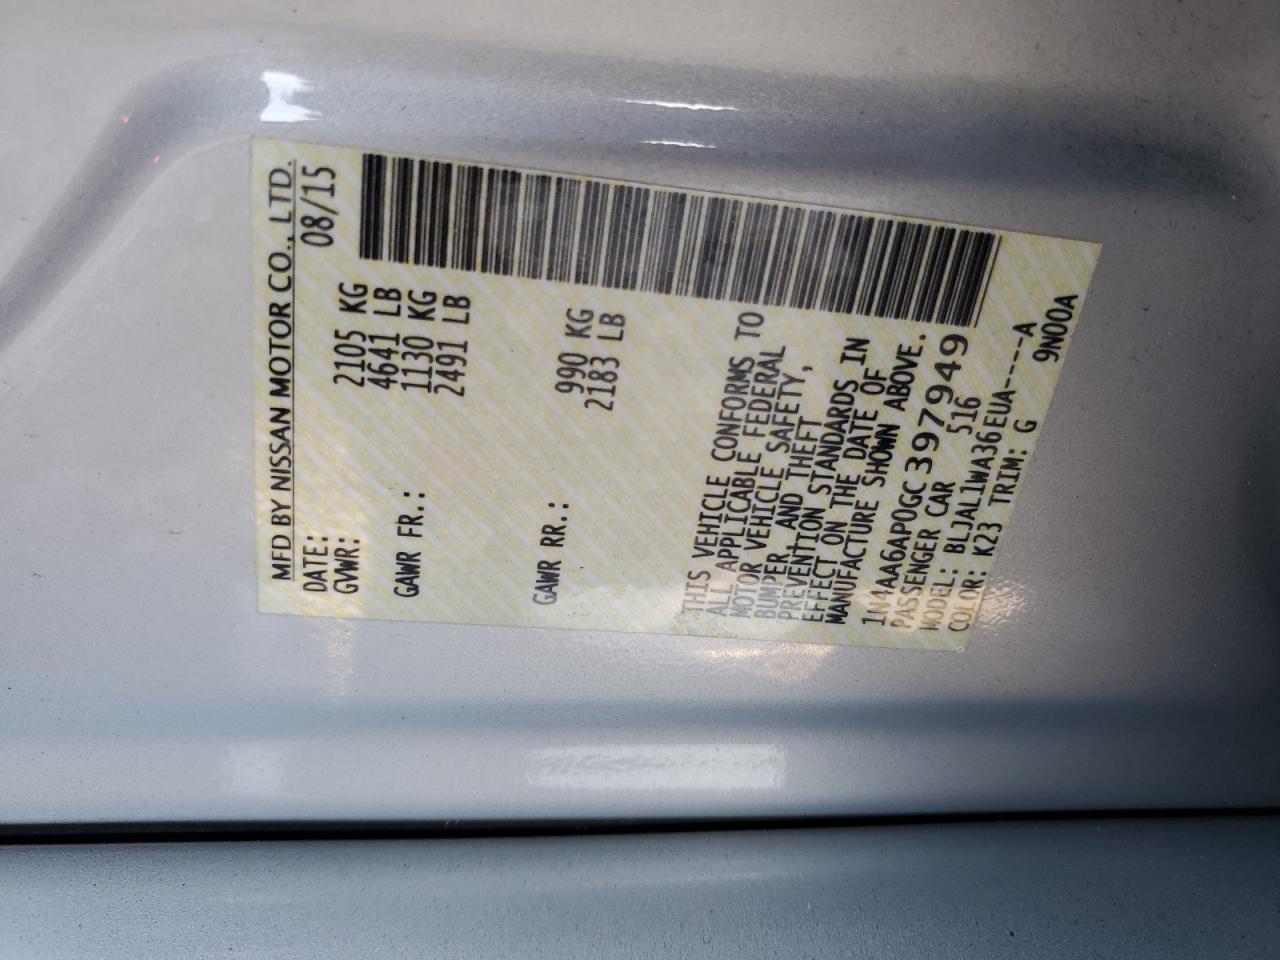 MFD BY NISSAN MOTOR CO., LTD.
DATE: 08/15
GVWR: 2105 KG
4641 LB
GAWR FR.: 1130 KG
2491 LB
GAWR RR.: 990 KG
2183 LB
THIS VEHICLE CONFORMS TO
ALL APPLICABLE FEDERAL
MOTOR VEHICLE SAFETY,
BUMPER AND THEFT
PREVENTION STANDARDS IN
EFFECT ON THE DATE OF
MANUFACTURE SHOWN ABOVE.
1N4AA6AP0GC397949
PASSENGER CAR 516
MODEL: BLJAL1WA36EUA----A
COLOR: K23 TRIM: G 9N00A